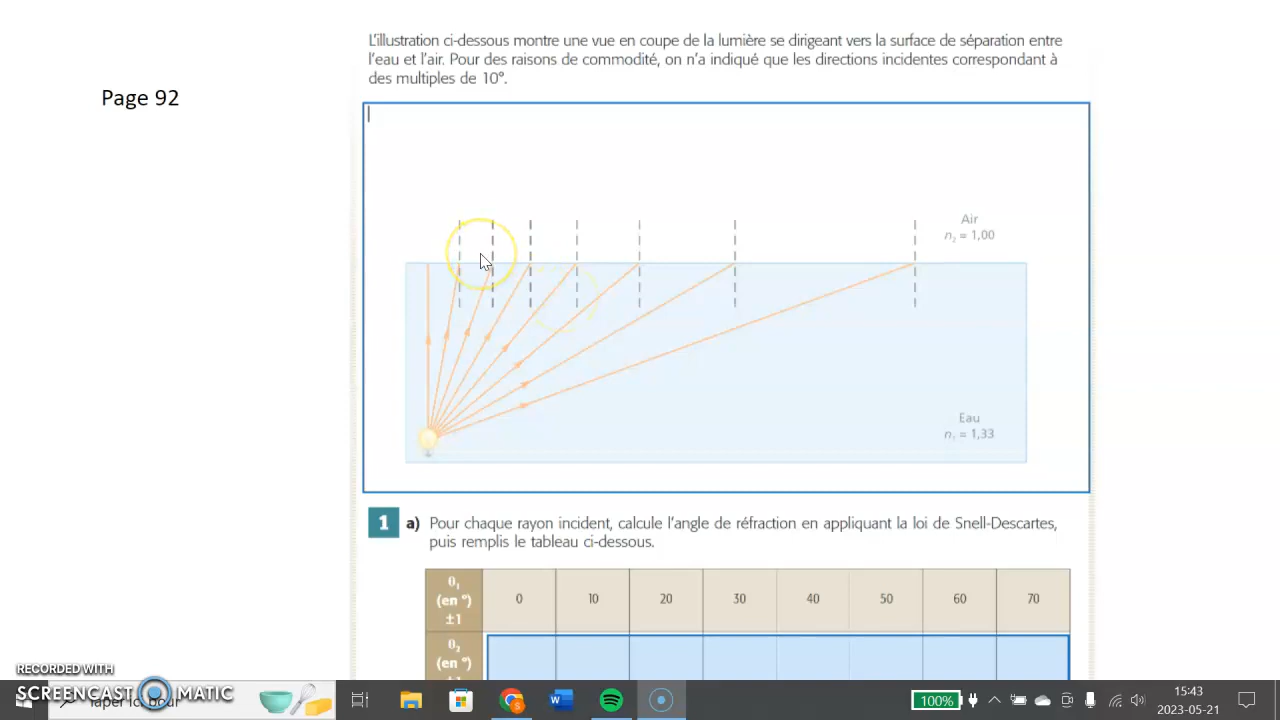 L'illustration ci-dessous montre une vue en coupe de la lumière se dirigeant vers la surface de séparation entre
l'eau et l'air. Pour des raisons de commodité, on n'a indiqué que les directions incidentes correspondant à
des multiples de 10°.
Page 92
Air
n₂ = 1,00
Eau
n₁ = 1,33
1 a) Pour chaque rayon incident, calcule l'angle de réfraction en appliquant la loi de Snell-Descartes,
puis remplis le tableau ci-dessous.
θ₁
(en °) 0 10 20 30 40 50 60 70
±1
θ₂
(en °)
RECORDED WITH
SCREENCAST MATIC
100%
15:43
2023-05-21